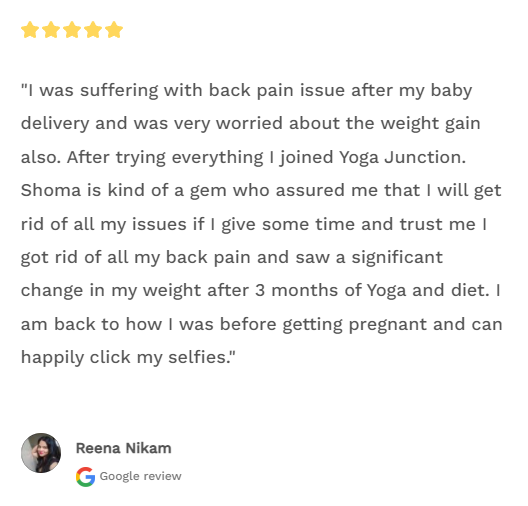 "I was suffering with back pain issue after my baby
delivery and was very worried about the weight gain
also. After trying everything I joined Yoga Junction.
Shoma is kind of a gem who assured me that I will get
rid of all my issues if I give some time and trust me I
got rid of all my back pain and saw a significant
change in my weight after 3 months of Yoga and diet. I
am back to how I was before getting pregnant and can
happily click my selfies."
Reena Nikam
Google review